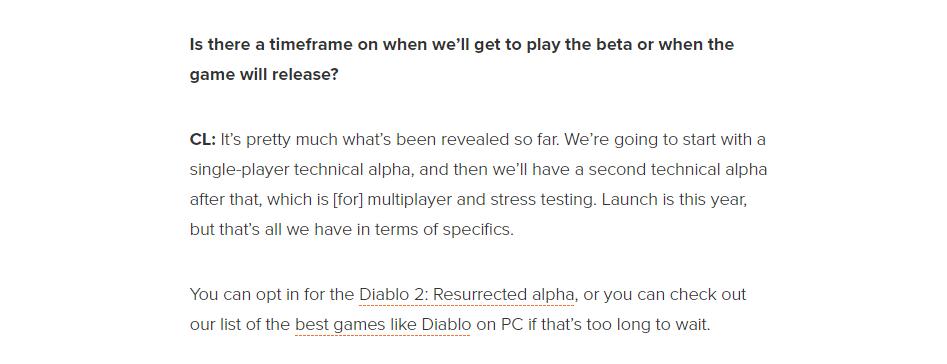 Is there a timeframe on when we’ll get to play the beta or when the
game will release?
CL: It’s pretty much what’s been revealed so far. We’re going to start with a
single-player technical alpha, and then we’ll have a second technical alpha
after that, which is [for] multiplayer and stress testing. Launch is this year,
but that’s all we have in terms of specifics.
You can opt in for the Diablo 2: Resurrected alpha, or you can check out
our list of the best games like Diablo on PC if that’s too long to wait.